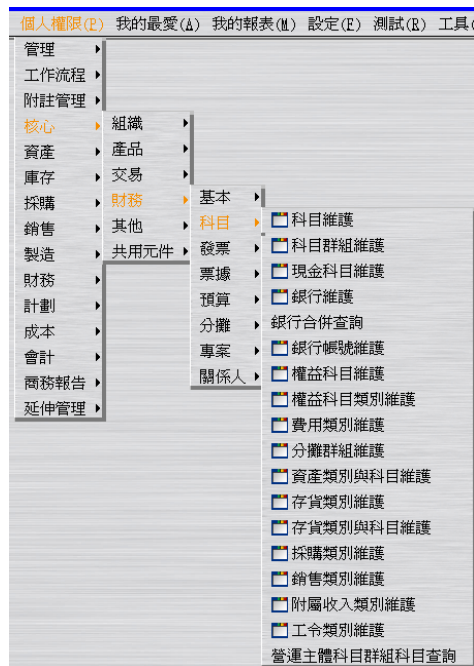 個人權限(P) 我的最愛(A) 我的報表(M) 設定(E) 測試(R) 工具(
管理
工作流程
附註管理
核心
資產
庫存
採購
銷售
製造
財務
計劃
成本
會計
商務報告
延伸管理
組織
產品
交易
財務
其他
共用元件
基本
科目
發票
票據
預算
分攤
專案
關係人
科目維護
科目群組維護
現金科目維護
銀行維護
銀行合併查詢
銀行帳號維護
權益科目維護
權益科目類別維護
費用類別維護
分攤群組維護
資產類別與科目維護
存貨類別維護
存貨類別與科目維護
採購類別維護
銷售類別維護
附屬收入類別維護
工令類別維護
營運主體科目群組科目查詢